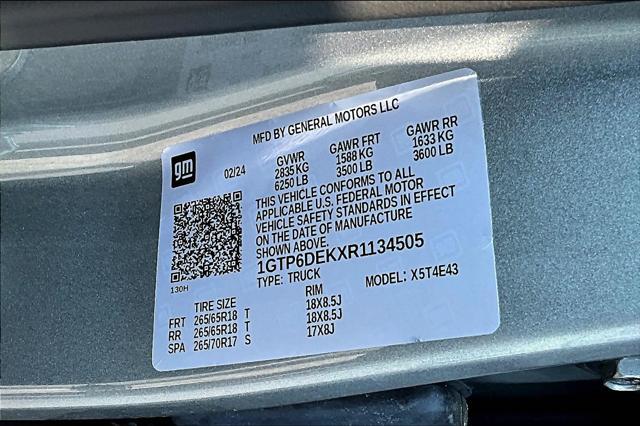 MFD BY GENERAL MOTORS LLC
gm
02/24
GVWR GAWR FRT GAWR RR
2835 KG 1588 KG 1633 KG
6250 LB 3500 LB 3600 LB
THIS VEHICLE CONFORMS TO ALL
APPLICABLE U.S. FEDERAL MOTOR
VEHICLE SAFETY STANDARDS IN EFFECT
ON THE DATE OF MANUFACTURE
SHOWN ABOVE.
1GTP6DEKXR1134505
TYPE: TRUCK MODEL: X5T4E43
130H
TIRE SIZE RIM
FRT 265/65R18 T 18X8.5J
RR 265/65R18 T 18X8.5J
SPA 265/70R17 S 17X8J